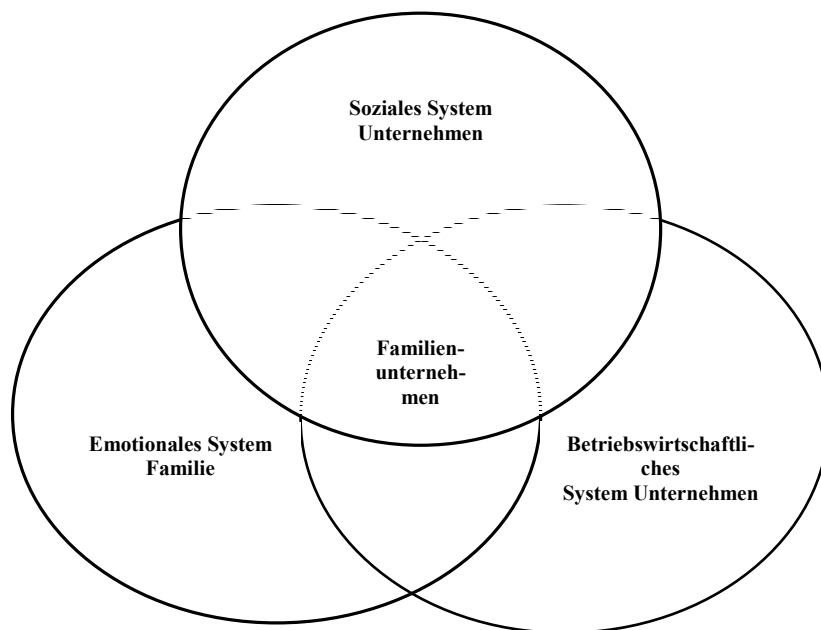 Soziales System
Unternehmen
Familien-
unterneh-
men
Emotionales System
Familie
Betriebswirtschaftli-
ches
System Unternehmen